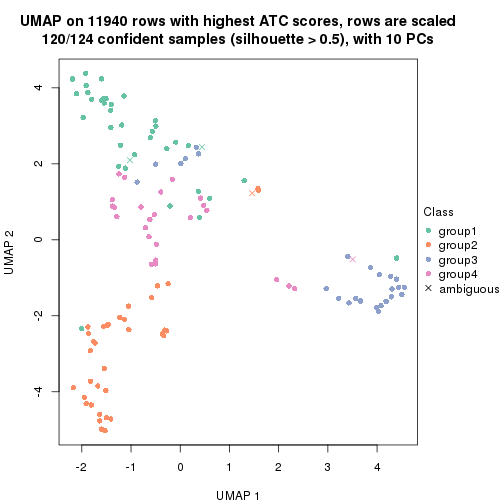 UMAP on 11940 rows with highest ATC scores, rows are scaled
120/124 confident samples (silhouette > 0.5), with 10 PCs
4
2
0
-2
-4
UMAP 2
-2
-1
0
1
2
3
4
UMAP 1
Class
group1
group2
group3
group4
ambiguous